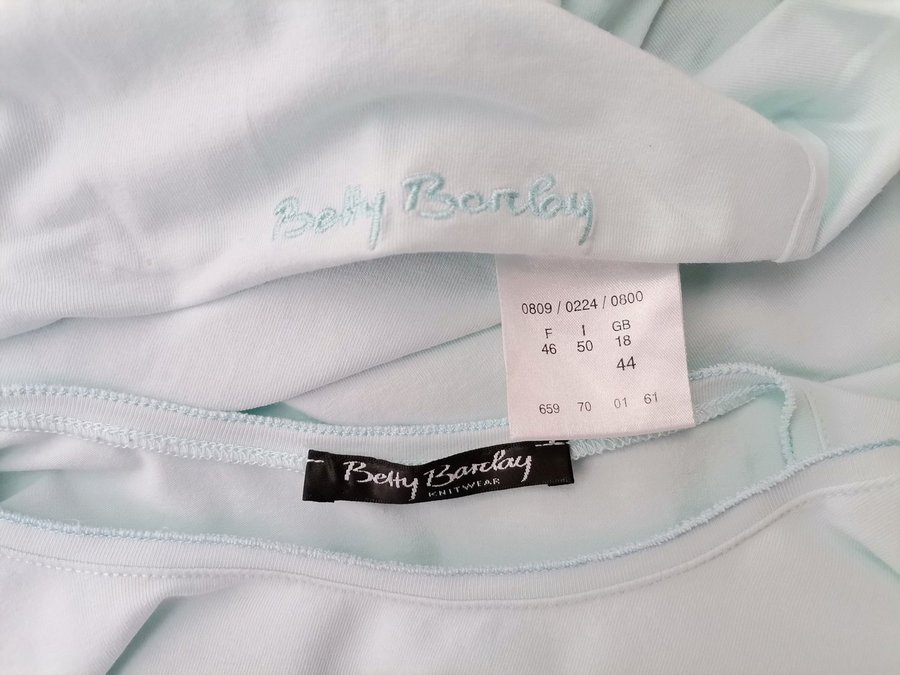 Betty Barclay
0809 / 0224 / 0800
F I GB
46 50 18
44
659 70 01 61
Betty Barclay
KNITWEAR